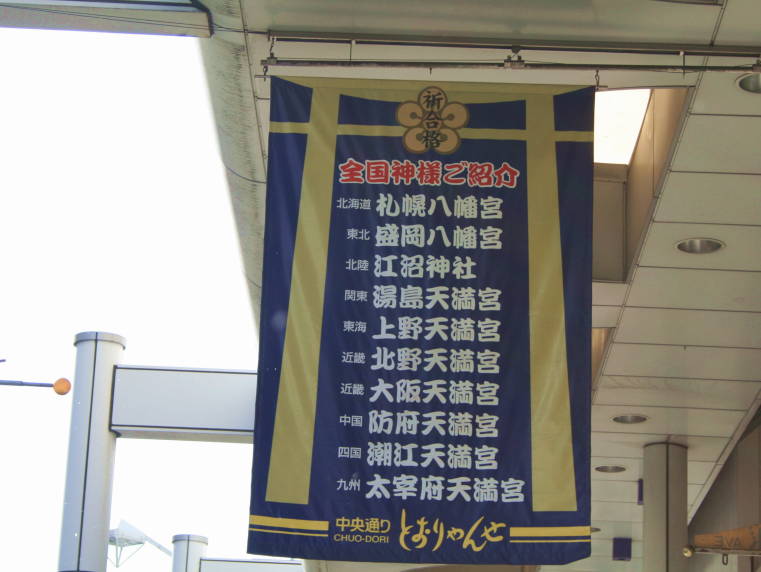 祈合格
全国神様ご紹介
北海道 札幌八幡宮
東北 盛岡八幡宮
北陸 江沼神社
関東 湯島天満宮
東海 上野天満宮
近畿 北野天満宮
近畿 大阪天満宮
中国 防府天満宮
四国 潮江天満宮
九州 太宰府天満宮
中央通り
CHUO-DORI
とおりゃんせ